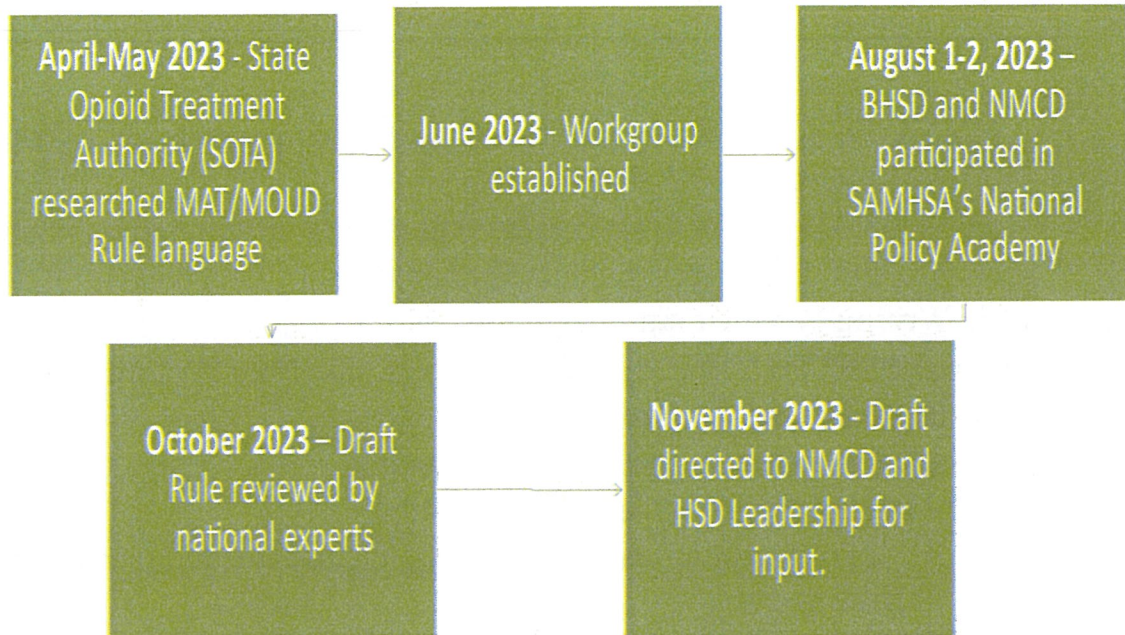 April-May 2023 - State
Opioid Treatment
Authority (SOTA)
researched MAT/MOUD
Rule language
June 2023 - Workgroup
established
August 1-2, 2023 –
BHSD and NMCD
participated in
SAMHSA's National
Policy Academy
October 2023 – Draft
Rule reviewed by
national experts
November 2023 - Draft
directed to NMCD and
HSD Leadership for
input.